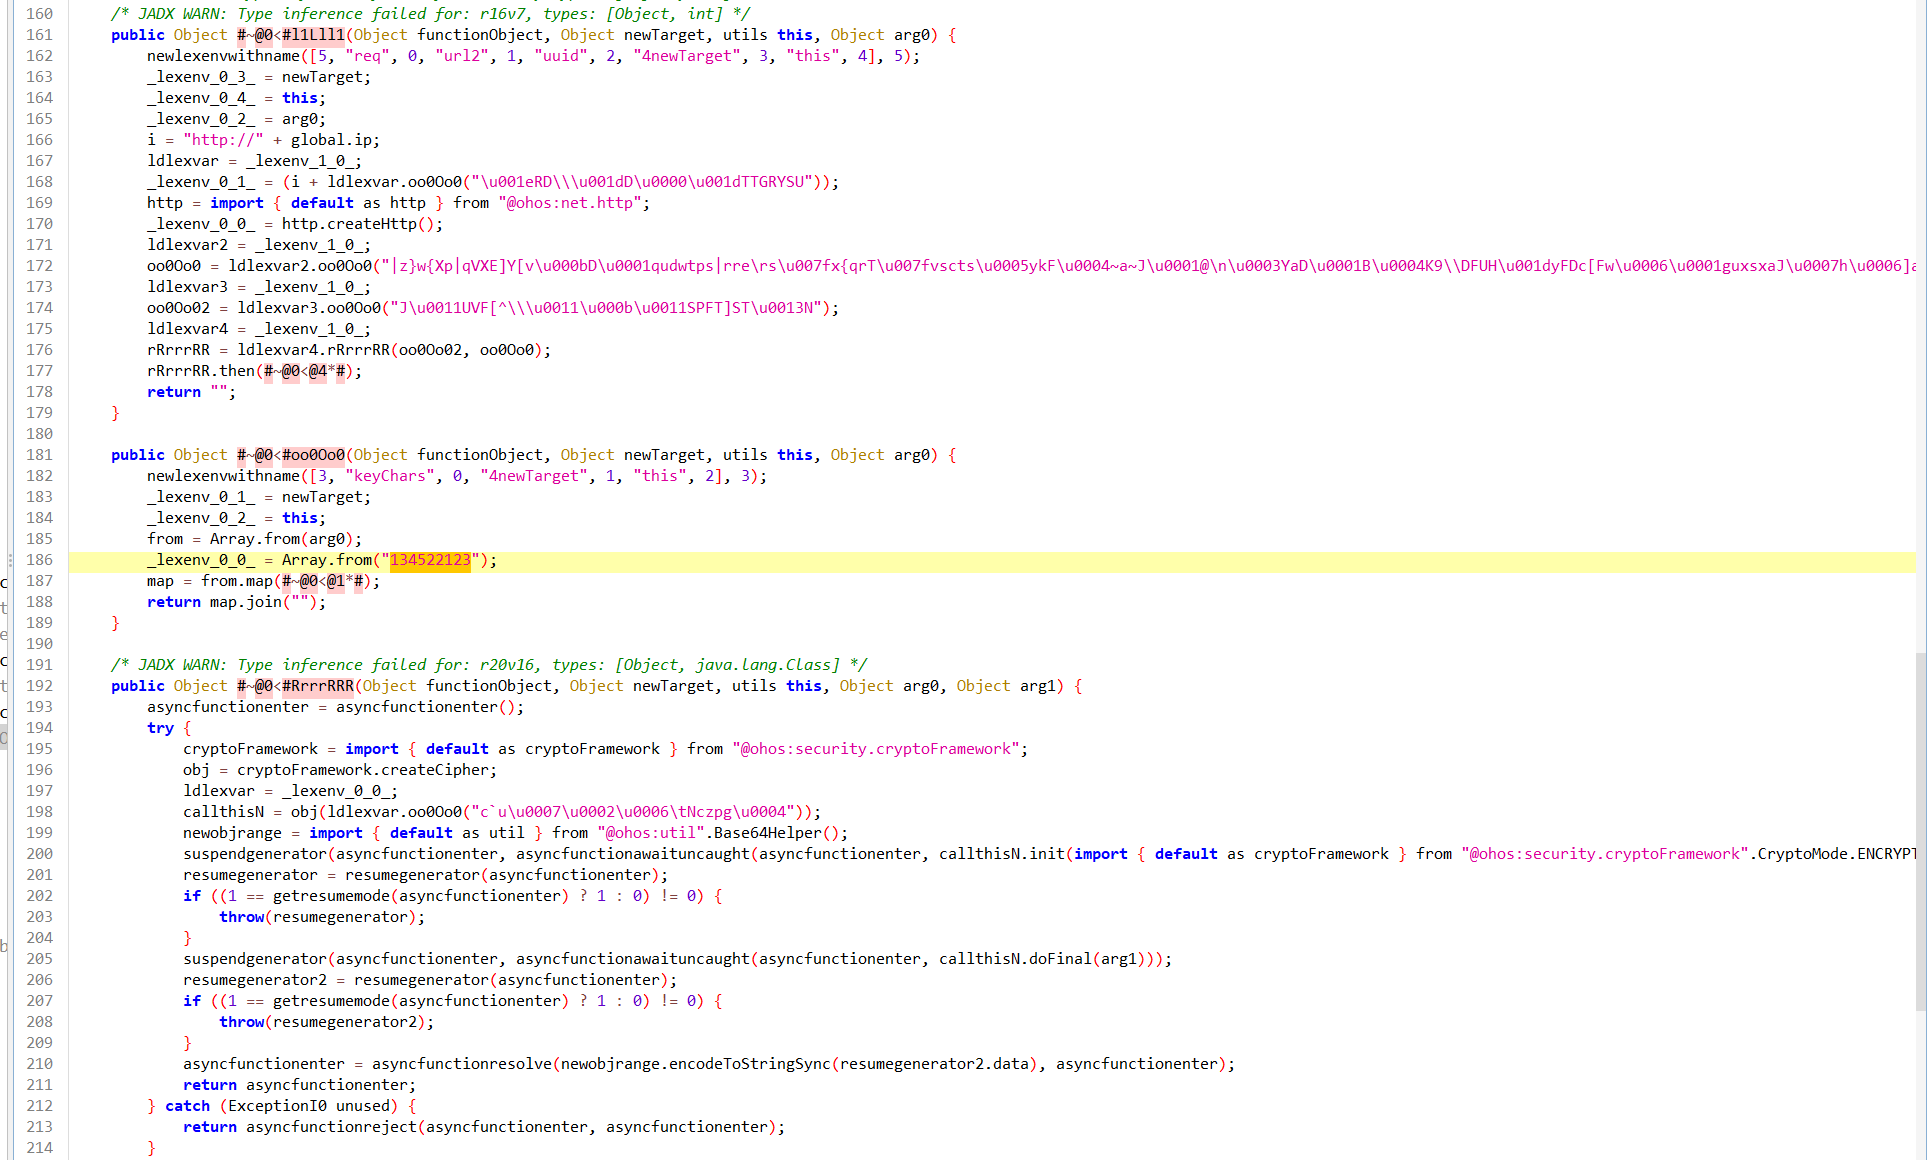 160 /* JADX WARN: Type inference failed for: r16v7, types: [Object, int] */
161 public Object #~@0<#l1Lll1(Object functionObject, Object newTarget, utils this, Object arg0) {
162 newlexenvwithname([5, "req", 0, "url2", 1, "uuid", 2, "4newTarget", 3, "this", 4], 5);
163 _lexenv_0_3_ = newTarget;
164 _lexenv_0_4_ = this;
165 _lexenv_0_2_ = arg0;
166 i = "http://" + global.ip;
167 ldlexvar = _lexenv_1_0_;
168 _lexenv_0_1_ = (i + ldlexvar.oo0Oo0("\u001eRD\\\u001dD\u0000\u001dTTGRYSU"));
169 http = import { default as http } from "@ohos:net.http";
170 _lexenv_0_0_ = http.createHttp();
171 ldlexvar2 = _lexenv_1_0_;
172 oo0Oo0 = ldlexvar2.oo0Oo0("|z}w{Xp|qVXE]Y[v\u000bD\u0001qudwtps|rre\rs\u007fx{qrT\u007fvscts\u0005ykF\u0004~a~J\u0001@\n\u0003YaD\u0001B\u0004K9\\DFUH\u001dyFDc[Fw\u0006\u0001guxsxaJ\u0007h\u0006]a
173 ldlexvar3 = _lexenv_1_0_;
174 oo0Oo02 = ldlexvar3.oo0Oo0("J\u0011UVF[^\\\u0011\u000b\u0011SPFT]ST\u0013N");
175 ldlexvar4 = _lexenv_1_0_;
176 rRrrrRR = ldlexvar4.rRrrrRR(oo0Oo02, oo0Oo0);
177 rRrrrRR.then(#~@0<@4*#);
178 return "";
179 }
180
181 public Object #~@0<#oo0Oo0(Object functionObject, Object newTarget, utils this, Object arg0) {
182 newlexenvwithname([3, "keyChars", 0, "4newTarget", 1, "this", 2], 3);
183 _lexenv_0_1_ = newTarget;
184 _lexenv_0_2_ = this;
185 from = Array.from(arg0);
186 _lexenv_0_0_ = Array.from("134522123");
187 map = from.map(#~@0<@1*#);
188 return map.join("");
189 }
190
191 /* JADX WARN: Type inference failed for: r20v16, types: [Object, java.lang.Class] */
192 public Object #~@0<#RrrrRRR(Object functionObject, Object newTarget, utils this, Object arg0, Object arg1) {
193 asyncfunctionenter = asyncfunctionenter();
194 try {
195 cryptoFramework = import { default as cryptoFramework } from "@ohos:security.cryptoFramework";
196 obj = cryptoFramework.createCipher;
197 ldlexvar = _lexenv_0_0_;
198 callthisN = obj(ldlexvar.oo0Oo0("c`u\u0007\u0002\u0006\tNczpg\u0004"));
199 newobjrange = import { default as util } from "@ohos:util".Base64Helper();
200 suspendgenerator(asyncfunctionenter, asyncfunctionawaituncaught(asyncfunctionenter, callthisN.init(import { default as cryptoFramework } from "@ohos:security.cryptoFramework".CryptoMode.ENCRYPT
201 resumegenerator = resumegenerator(asyncfunctionenter);
202 if ((1 == getresumemode(asyncfunctionenter) ? 1 : 0) != 0) {
203 throw(resumegenerator);
204 }
205 suspendgenerator(asyncfunctionenter, asyncfunctionawaituncaught(asyncfunctionenter, callthisN.doFinal(arg1)));
206 resumegenerator2 = resumegenerator(asyncfunctionenter);
207 if ((1 == getresumemode(asyncfunctionenter) ? 1 : 0) != 0) {
208 throw(resumegenerator2);
209 }
210 asyncfunctionenter = asyncfunctionresolve(newobjrange.encodeToStringSync(resumegenerator2.data), asyncfunctionenter);
211 return asyncfunctionenter;
212 } catch (ExceptionI0 unused) {
213 return asyncfunctionreject(asyncfunctionenter, asyncfunctionenter);
214 }